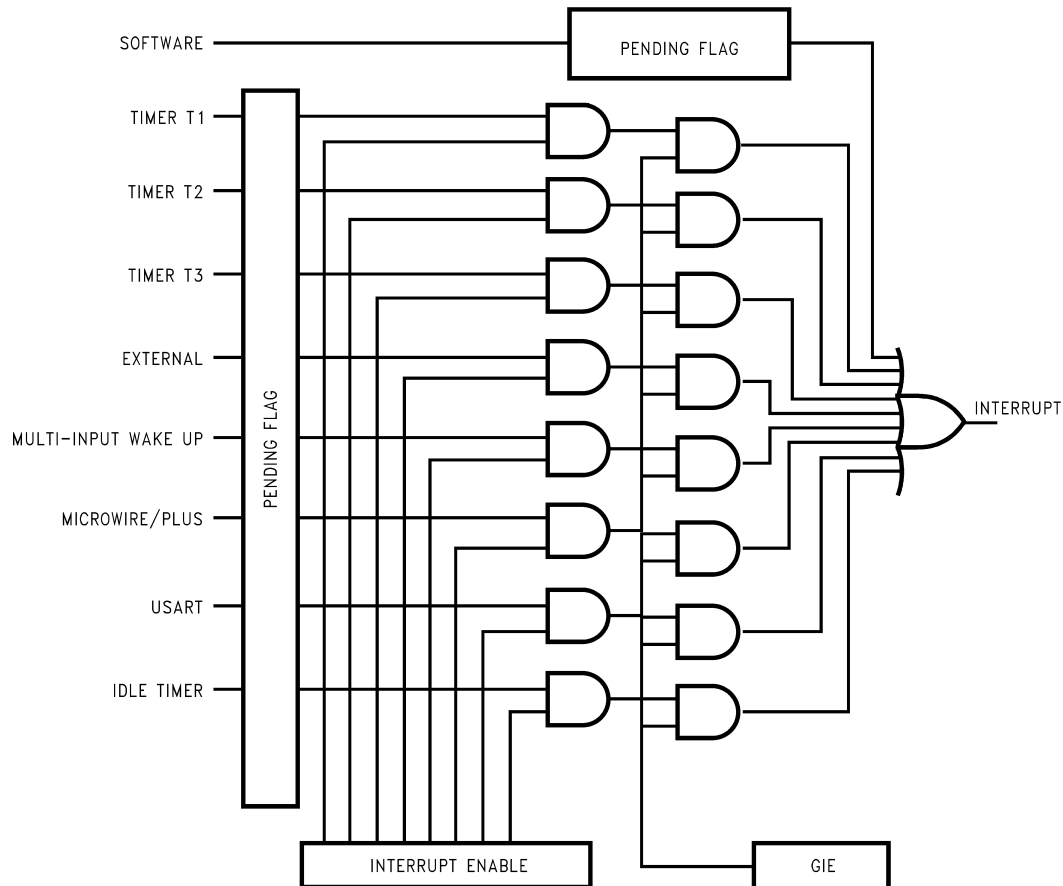 SOFTWARE
PENDING FLAG
TIMER T1
TIMER T2
TIMER T3
EXTERNAL
MULTI-INPUT WAKE UP
MICROWIRE/PLUS
USART
IDLE TIMER
PENDING FLAG
INTERRUPT
INTERRUPT ENABLE
GIE